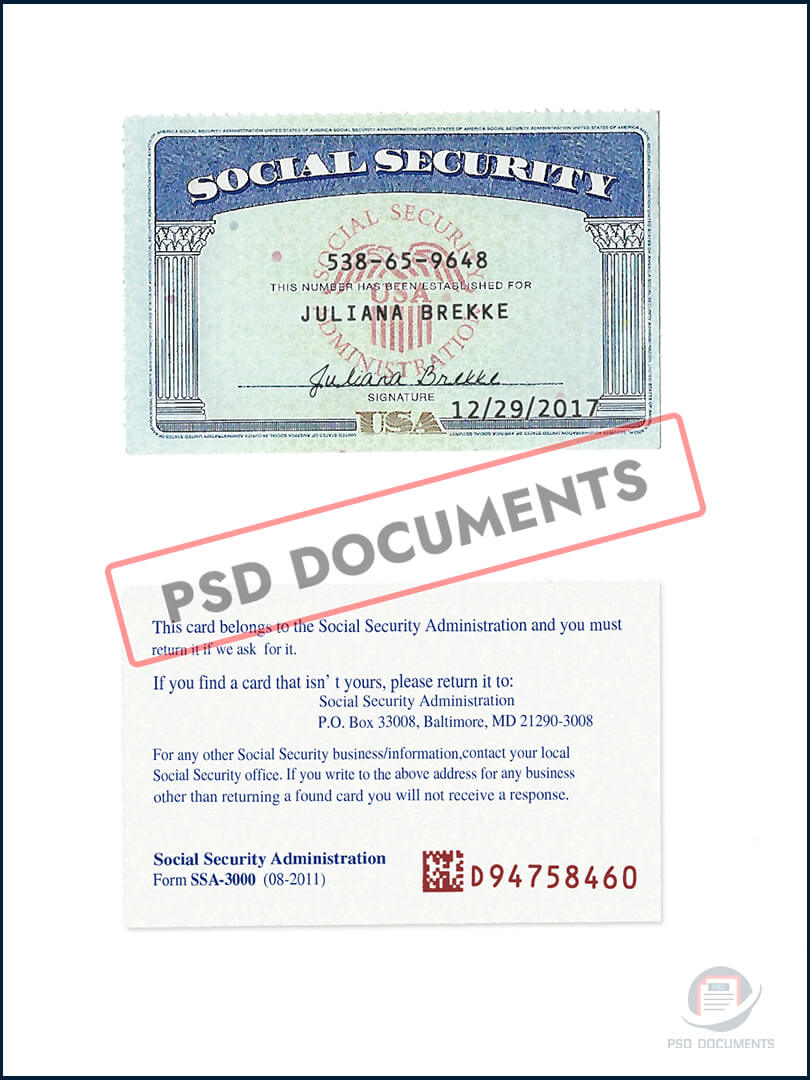 SOCIAL SECURITY
SOCIAL SECURITY
538-65-9648
THIS NUMBER HAS BEEN ESTABLISHED FOR
USA
JULIANA BREKKE
ADMINISTRATION
Juliana Brekke
SIGNATURE
USA
12/29/2017
PSD DOCUMENTS
This card belongs to the Social Security Administration and you must
return it if we ask for it.
If you find a card that isn' t yours, please return it to:
Social Security Administration
P.O. Box 33008, Baltimore, MD 21290-3008
For any other Social Security business/information,contact your local
Social Security office. If you write to the above address for any business
other than returning a found card you will not receive a response.
Social Security Administration
Form SSA-3000 (08-2011)
D94758460
PSD
PSD DOCUMENTS